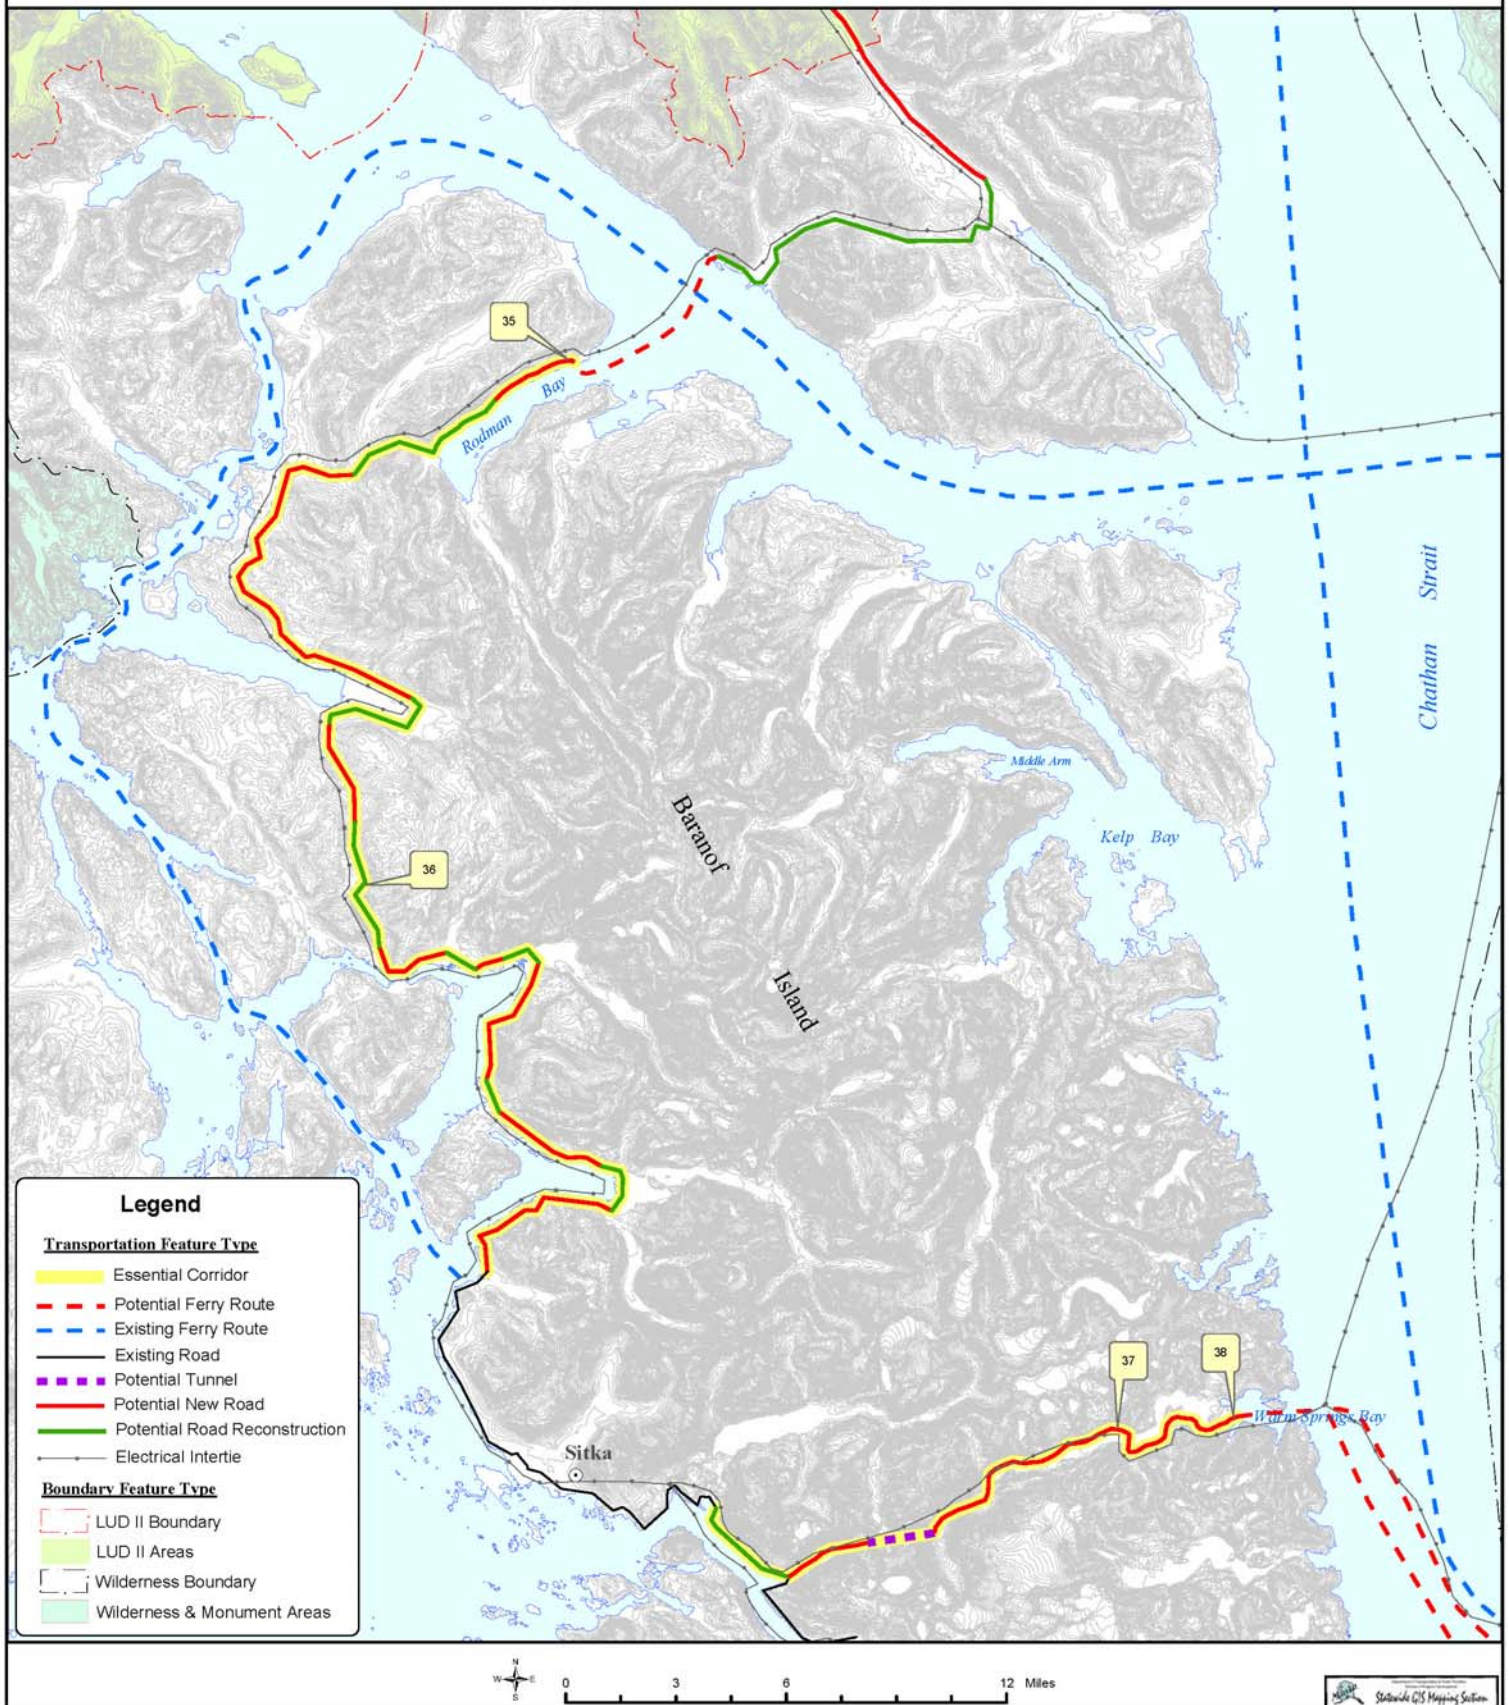 35
Rodman Bay
Chathan Strait
Middle Arm
Kelp Bay
Baranof
Island
36
37
38
Warm Springs Bay
Sitka
Legend
Transportation Feature Type
Essential Corridor
Potential Ferry Route
Existing Ferry Route
Existing Road
Potential Tunnel
Potential New Road
Potential Road Reconstruction
Electrical Intertie
Boundary Feature Type
LUD II Boundary
LUD II Areas
Wilderness Boundary
Wilderness & Monument Areas
N
W E
S
0 3 6 12 Miles
Statewide GIS Mapping Section